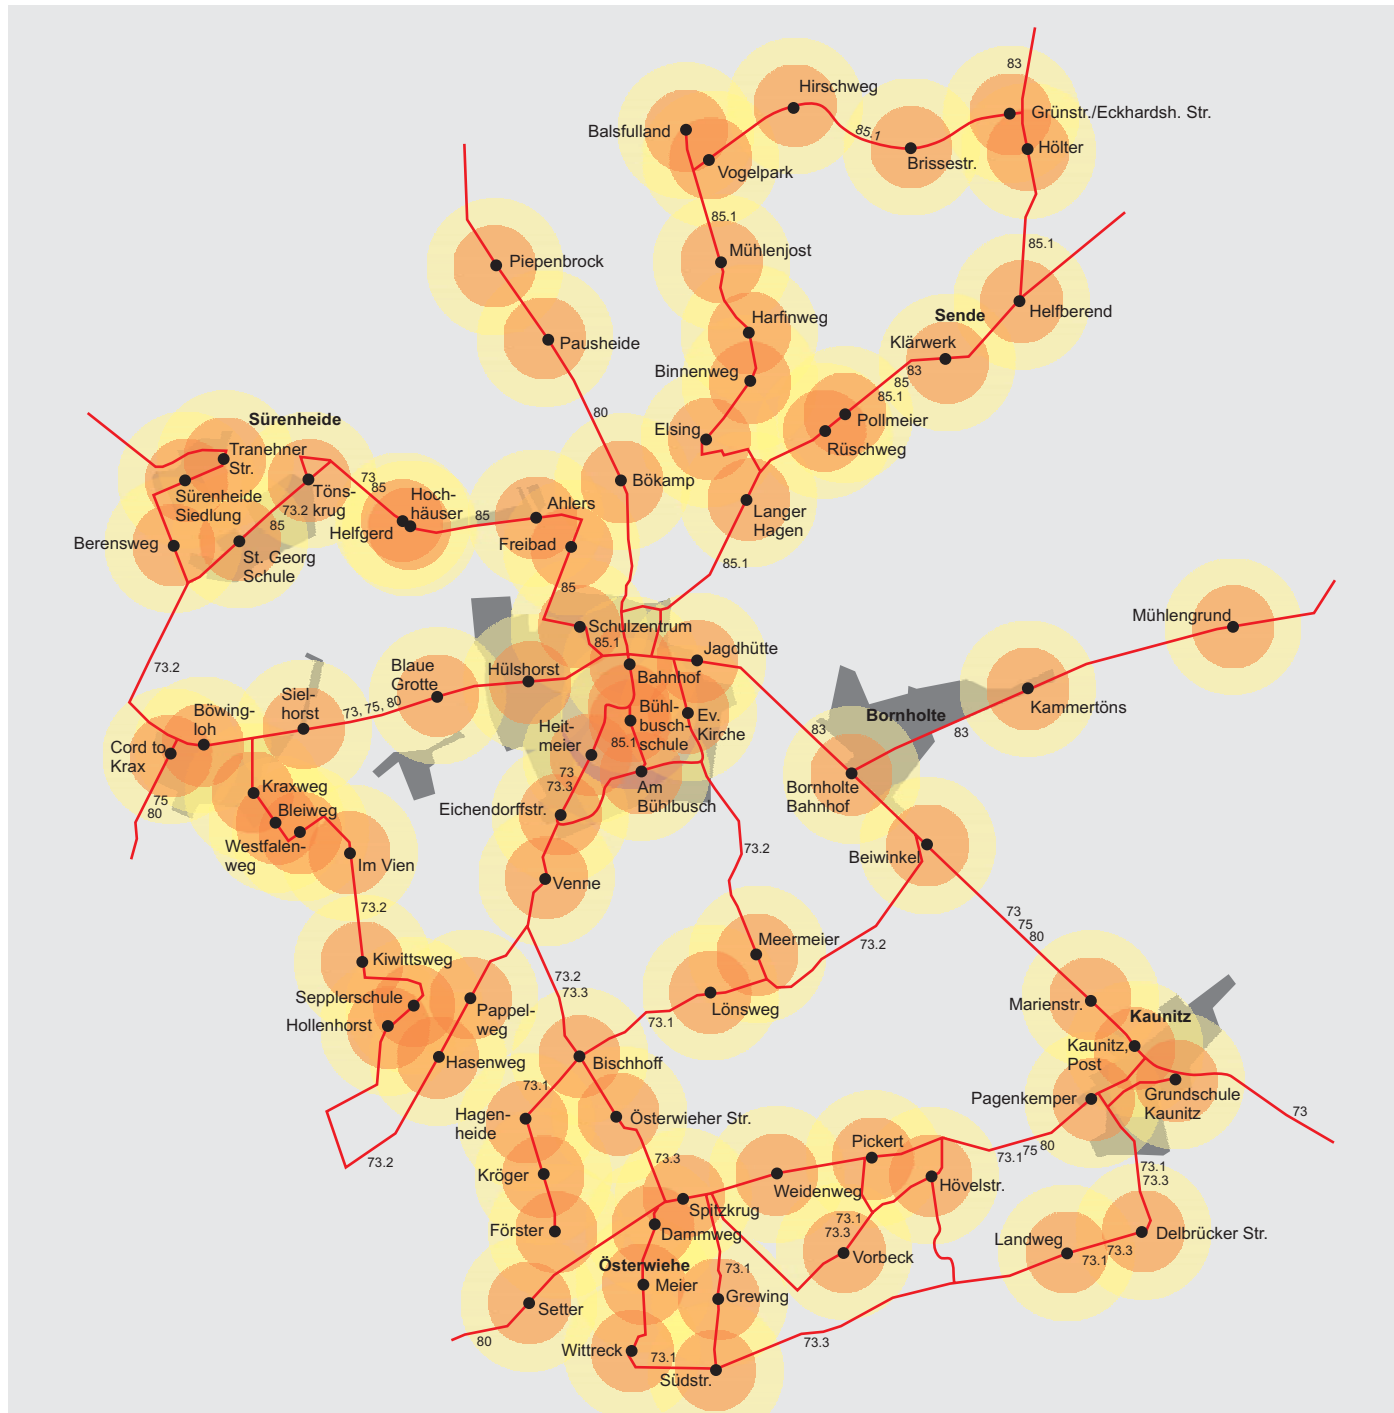 83
Hirschweg
Grünstr./Eckhardsh. Str.
Balsfulland
85.1
Hölter
Brissestr.
Vogelpark
85.1
85.1
Mühlenjost
Piepenbrock
Helfberend
Harfinweg
Sende
Pausheide
Klärwerk
83
Binnenweg
85
85.1
80
Pollmeier
Sürenheide
Elsing
Rüschweg
Tranehner
Str.
73
85
Bökamp
Sürenheide
Siedlung
Töns-
krug
Hoch-
häuser
Ahlers
73.2
85
85
Langer
Hagen
Helfgerd
Berensweg
Freibad
St. Georg
Schule
85.1
85
Mühlengrund
Schulzentrum
85.1
Jagdhütte
73.2
Blaue
Grotte
Hülshorst
Bahnhof
Siel-
horst
Kammertöns
Böwing-
loh
73, 75, 80
Bühl-
busch-
schule
Ev.
Kirche
Bornholte
Heit-
meier
83
83
85.1
Cord to
Krax
73
73.3
Am
Bühlbusch
Bornholte
Bahnhof
Kraxweg
75
80
Bleiweg
Eichendorffstr.
Westfalen-
weg
73.2
Beiwinkel
Im Vien
Venne
73.2
73
75
80
Meermeier
73.2
Kiwittsweg
73.2
73.3
Sepplerschule
Marienstr.
Hollenhorst
Pappel-
weg
Lönsweg
Kaunitz
73.1
Kaunitz,
Post
Hasenweg
Bischhoff
73.1
Pagenkemper
Grundschule
Kaunitz
Hagen-
heide
Österwieher Str.
73
Pickert
73.1 75 80
73.2
73.3
73.1
73.3
Kröger
Weidenweg
Hövelstr.
Spitzkrug
73.1
73.3
Förster
Dammweg
Delbrücker Str.
Landweg
73.3
73.1
Vorbeck
Österwiehe
73.1
Meier
Grewing
Setter
80
73.3
Wittreck
73.1
Südstr.